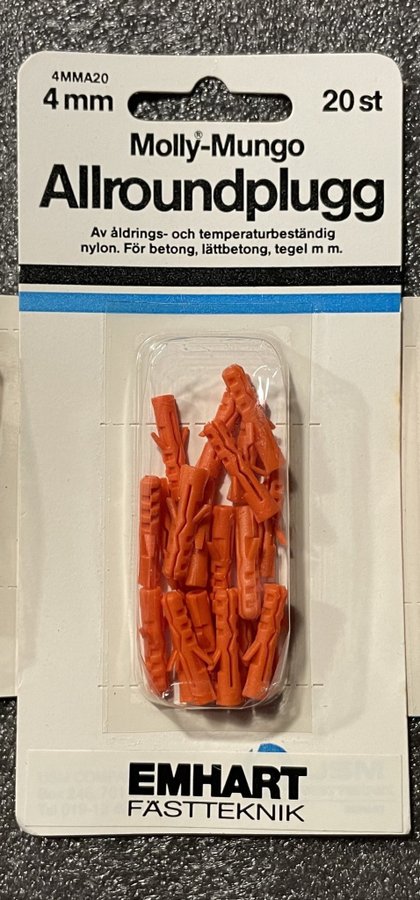 4MMA20
4 mm
20 st
Molly®-Mungo
Allroundplugg
Av åldrings- och temperaturbeständig
nylon. För betong, lättbetong, tegel m m.
EMHART
FÄSTTEKNIK